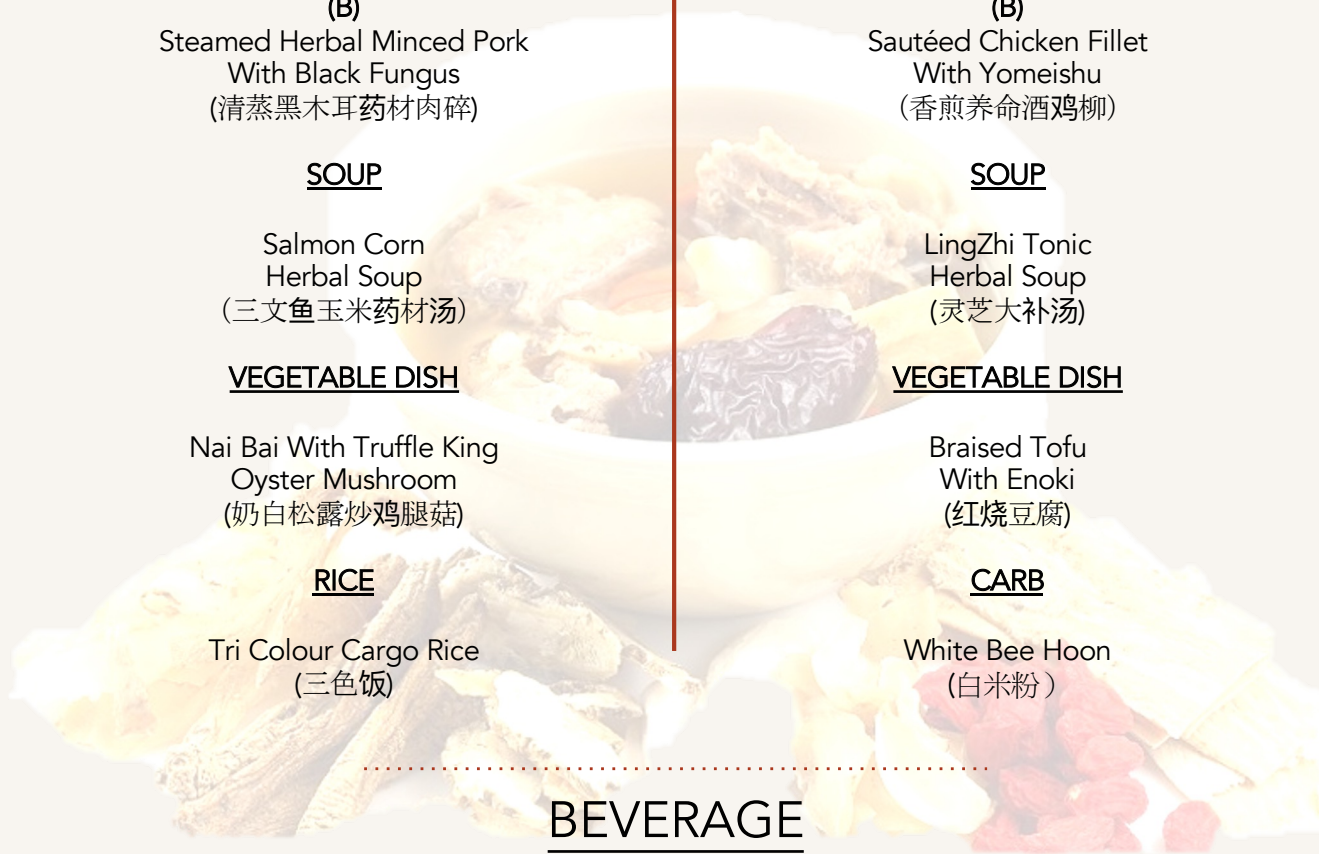 (B)
Steamed Herbal Minced Pork
With Black Fungus
(清蒸黑木耳药材肉碎)
SOUP
Salmon Corn
Herbal Soup
（三文鱼玉米药材汤）
VEGETABLE DISH
Nai Bai With Truffle King
Oyster Mushroom
(奶白松露炒鸡腿菇)
RICE
Tri Colour Cargo Rice
(三色饭)
(B)
Sautéed Chicken Fillet
With Yomeishu
（香煎养命酒鸡柳）
SOUP
LingZhi Tonic
Herbal Soup
(灵芝大补汤)
VEGETABLE DISH
Braised Tofu
With Enoki
(红烧豆腐)
CARB
White Bee Hoon
(白米粉）
BEVERAGE